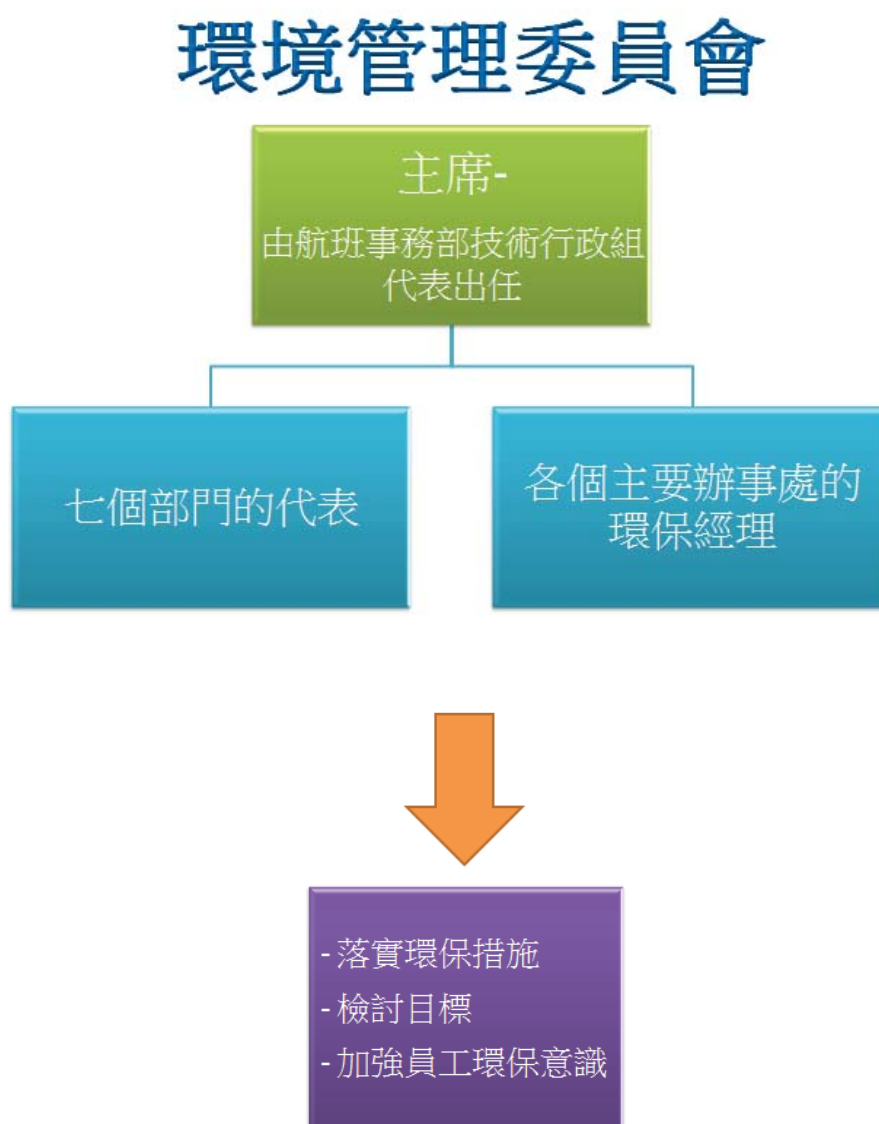 環境管理委員會
主席-
由航班事務部技術行政組
代表出任
七個部門的代表
各個主要辦事處的
環保經理
- 落實環保措施
- 檢討目標
- 加強員工環保意識